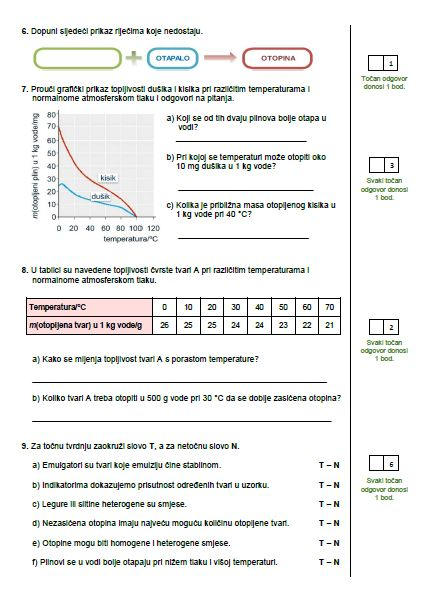 6. Dopuni sljedeći prikaz riječima koje nedostaju.
OTAPALO
OTOPINA
1
Točan odgovor
donosi 1 bod.
7. Prouči grafički prikaz topljivosti dušika i kisika pri različitim temperaturama i
normalnome atmosferskom tlaku i odgovori na pitanja.
m(otopljeni plin) u 1 kg vode/mg
80
70
60
50
40
30
20
10
0
kisik
dušik
0 20 40 60 80 100 120
temperatura/°C
a) Koji se od tih dvaju plinova bolje otapa u
vodi?
b) Pri kojoj se temperaturi može otopiti oko
10 mg dušika u 1 kg vode?
c) Kolika je približna masa otopljenog kisika u
1 kg vode pri 40 °C?
3
Svaki točan
odgovor donosi
1 bod.
8. U tablici su navedene topljivosti čvrste tvari A pri različitim temperaturama i
normalnome atmosferskom tlaku.
Temperatura/°C 0 10 20 30 40 50 60 70
m(otopljena tvar) u 1 kg vode/g 26 25 25 24 24 23 22 21
a) Kako se mijenja topljivost tvari A s porastom temperature?
b) Koliko tvari A treba otopiti u 500 g vode pri 30 °C da se dobije zasićena otopina?
2
Svaki točan
odgovor donosi
1 bod.
9. Za točnu tvrdnju zaokruži slovo T, a za netočnu slovo N.
a) Emulgatori su tvari koje emulziju čine stabilnom. T – N
b) Indikatorima dokazujemo prisutnost određenih tvari u uzorku. T – N
c) Legure ili slitine heterogene su smjese. T – N
d) Nezasićena otopina imaju najveću moguću količinu otopljene tvari. T – N
e) Otopine mogu biti homogene i heterogene smjese. T – N
f) Plinovi se u vodi bolje otapaju pri nižem tlaku i višoj temperaturi. T – N
6
Svaki točan
odgovor donosi
1 bod.